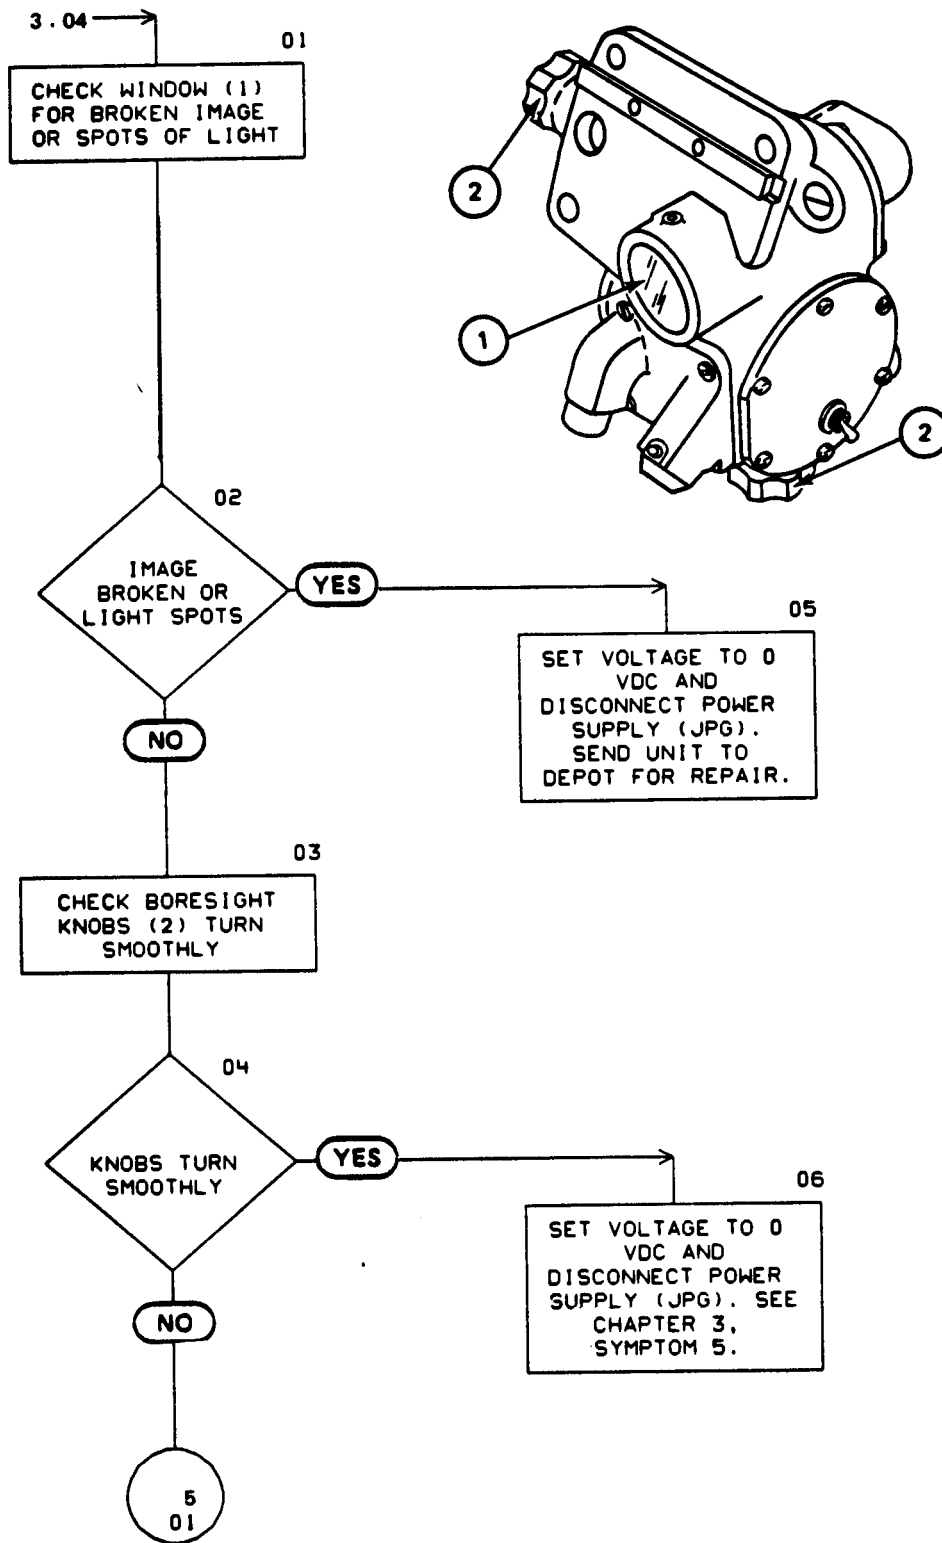 3.04
01
CHECK WINDOW (1)
FOR BROKEN IMAGE
OR SPOTS OF LIGHT
2
1
2
02
IMAGE
BROKEN OR
LIGHT SPOTS
YES
05
SET VOLTAGE TO 0
VDC AND
DISCONNECT POWER
SUPPLY (JPG).
SEND UNIT TO
DEPOT FOR REPAIR.
NO
03
CHECK BORESIGHT
KNOBS (2) TURN
SMOOTHLY
04
KNOBS TURN
SMOOTHLY
YES
06
SET VOLTAGE TO 0
VDC AND
DISCONNECT POWER
SUPPLY (JPG). SEE
CHAPTER 3,
SYMPTOM 5.
NO
5
01